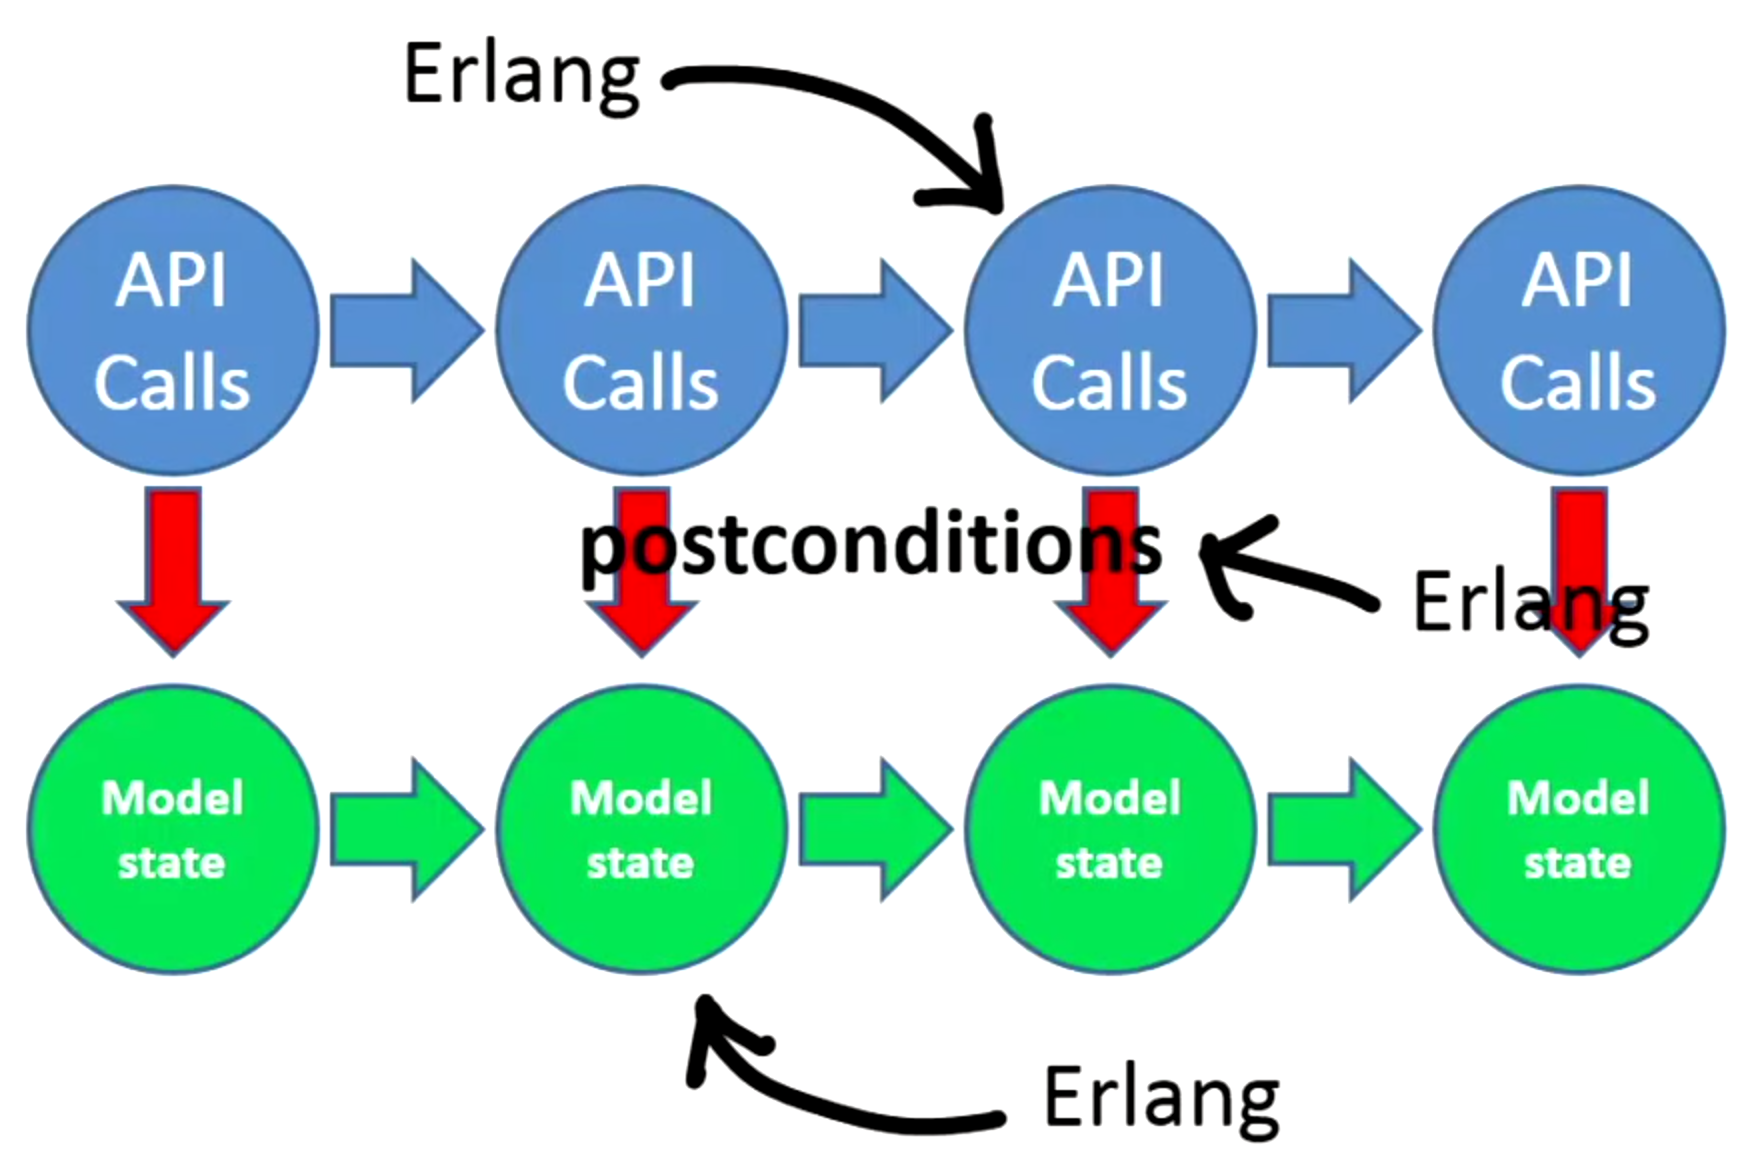 Erlang
API
Calls
API
Calls
API
Calls
API
Calls
postconditions
Erlang
Model
state
Model
state
Model
state
Model
state
Erlang